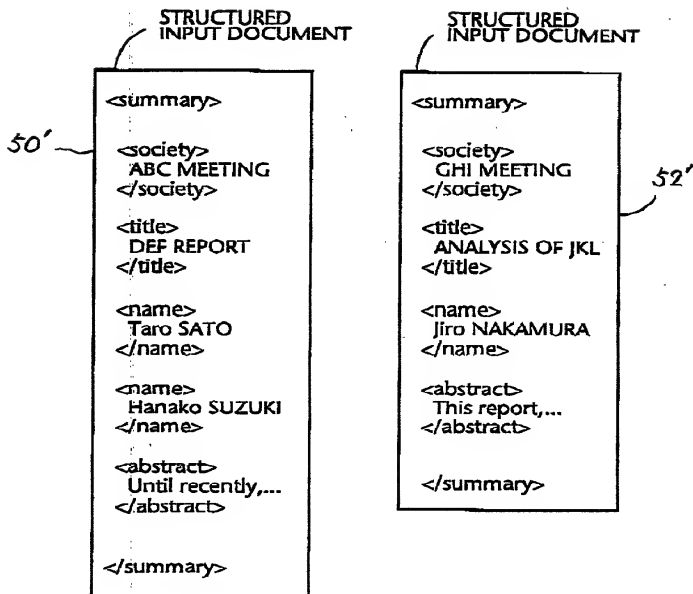 STRUCTURED
INPUT DOCUMENT
50'
<summary>
<society>
ABC MEETING
</society>
<title>
DEF REPORT
</title>
<name>
Taro SATO
</name>
<name>
Hanako SUZUKI
</name>
<abstract>
Until recently,...
</abstract>
</summary>
STRUCTURED
INPUT DOCUMENT
52'
<summary>
<society>
GHI MEETING
</society>
<title>
ANALYSIS OF JKL
</title>
<name>
Jiro NAKAMURA
</name>
<abstract>
This report,...
</abstract>
</summary>